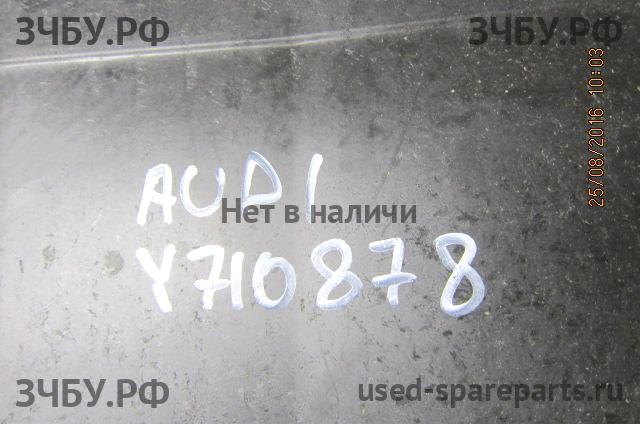 ЗЧБУ.РФ
ЗЧБУ.РФ
25/08/2016 10:03
AUDI
Нет в наличи
Y710878
ЗЧБУ.РФ
used-spareparts.ru